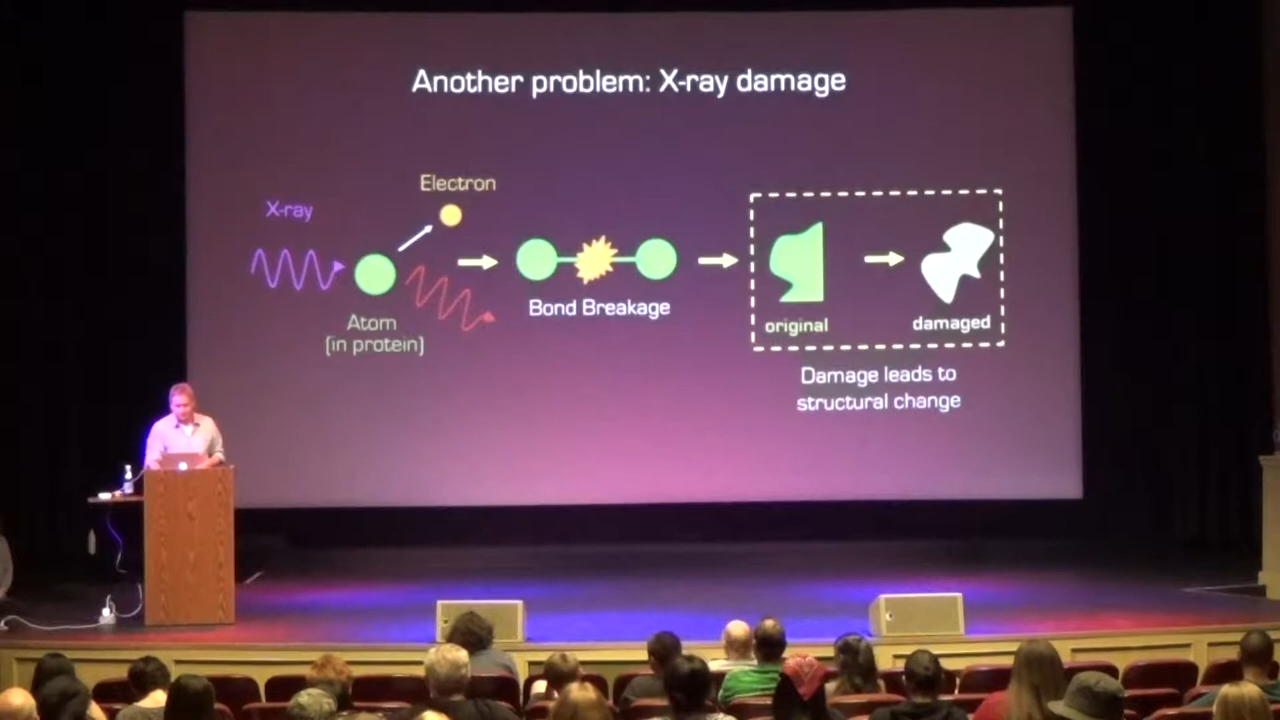 Another problem: X-ray damage
Electron
X-ray
Atom
(in protein)
Bond Breakage
original
damaged
Damage leads to
structural change